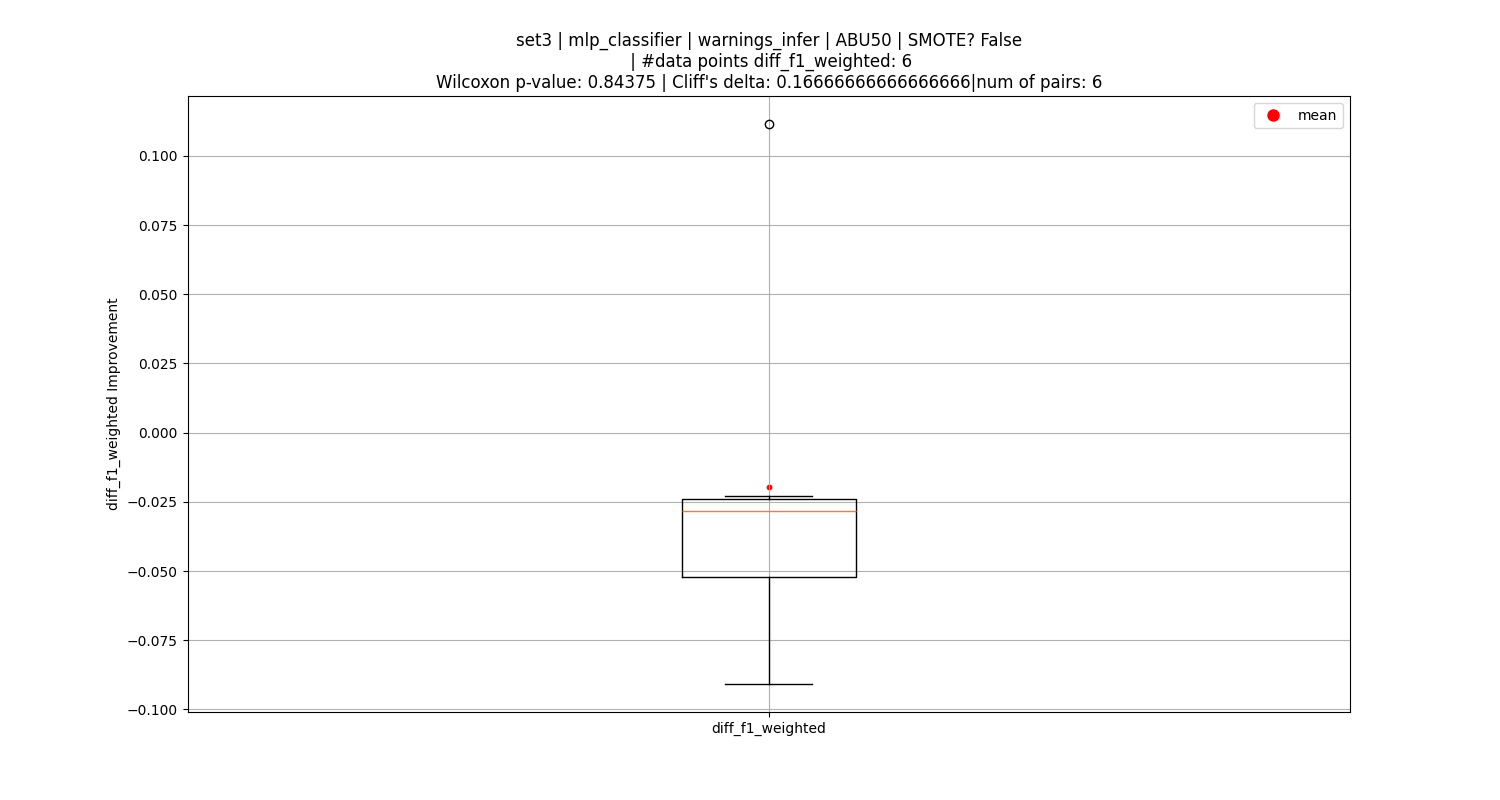 set3 | mlp_classifier | warnings_infer | ABU50 | SMOTE? False
| #data points diff_f1_weighted: 6
Wilcoxon p-value: 0.84375 | Cliff's delta: 0.16666666666666666|num of pairs: 6
mean
0.100
0.075
0.050
0.025
0.000
−0.025
−0.050
−0.075
−0.100
diff_f1_weighted Improvement
diff_f1_weighted